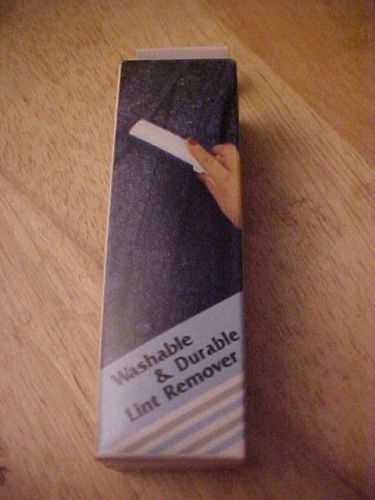 Washable
& Durable
Lint Remover